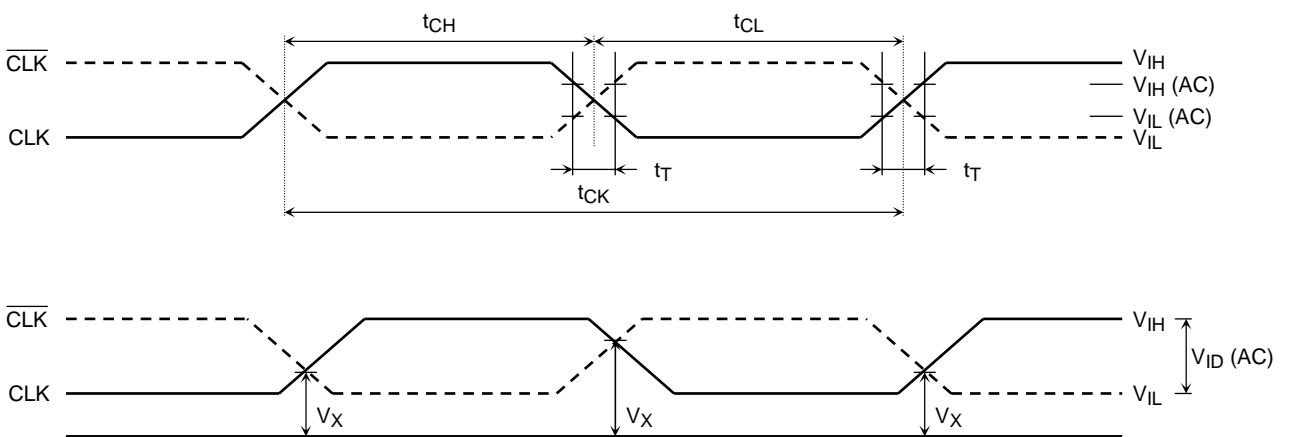 tCH tCL
CLK VIH
VIH (AC)
VIL (AC)
CLK VIL
tT tT
tCK
CLK VIH
VID (AC)
CLK VIL
VX VX VX